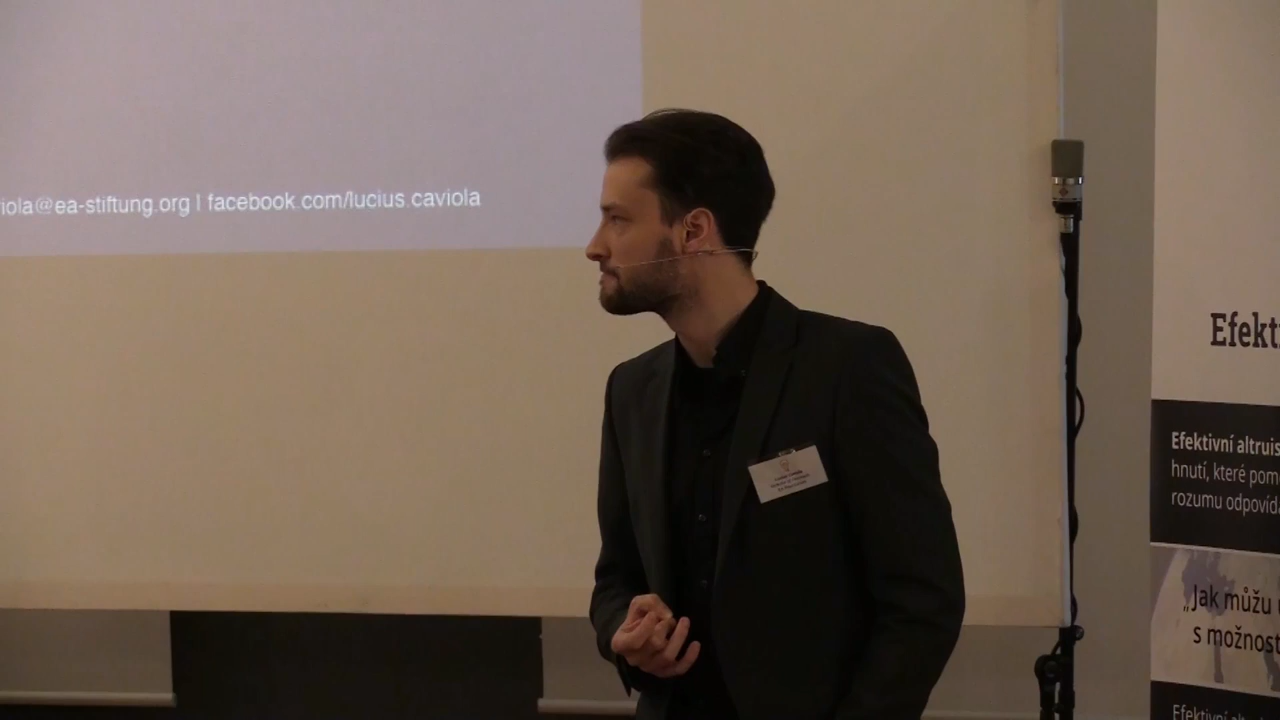 iola@ea-stiftung.org | facebook.com/lucius.caviola
Efekt
Efektivní altruis
hnutí, které pom
rozumu odpovída
„Jak můžu
s možnost
Efektivní